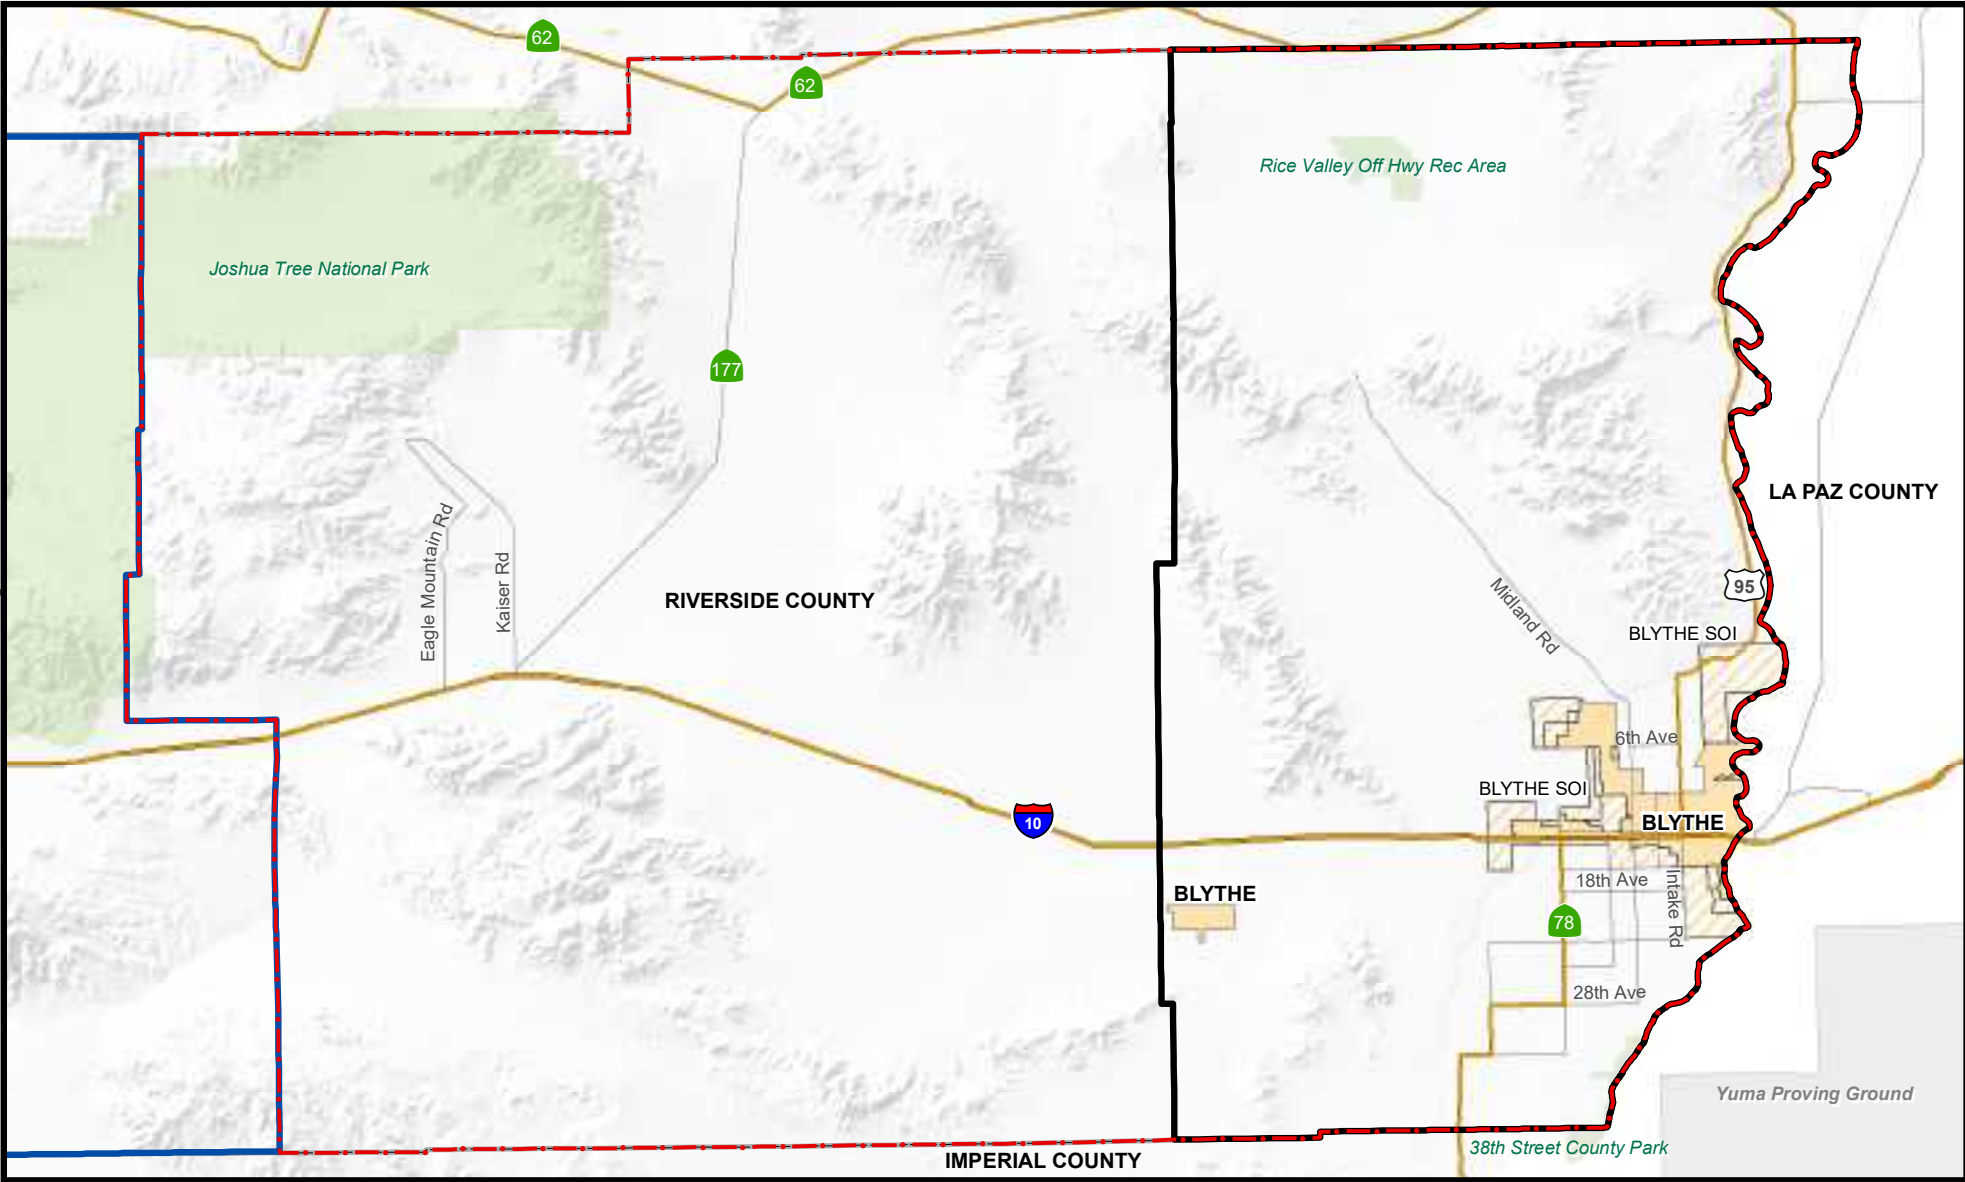 62
62
Rice Valley Off Hwy Rec Area
Joshua Tree National Park
177
LA PAZ COUNTY
Eagle Mountain Rd
Kaiser Rd
RIVERSIDE COUNTY
95
Midland Rd
BLYTHE SOI
6th Ave
BLYTHE SOI
10
BLYTHE
18th Ave
Intake Rd
BLYTHE
78
28th Ave
Yuma Proving Ground
38th Street County Park
IMPERIAL COUNTY